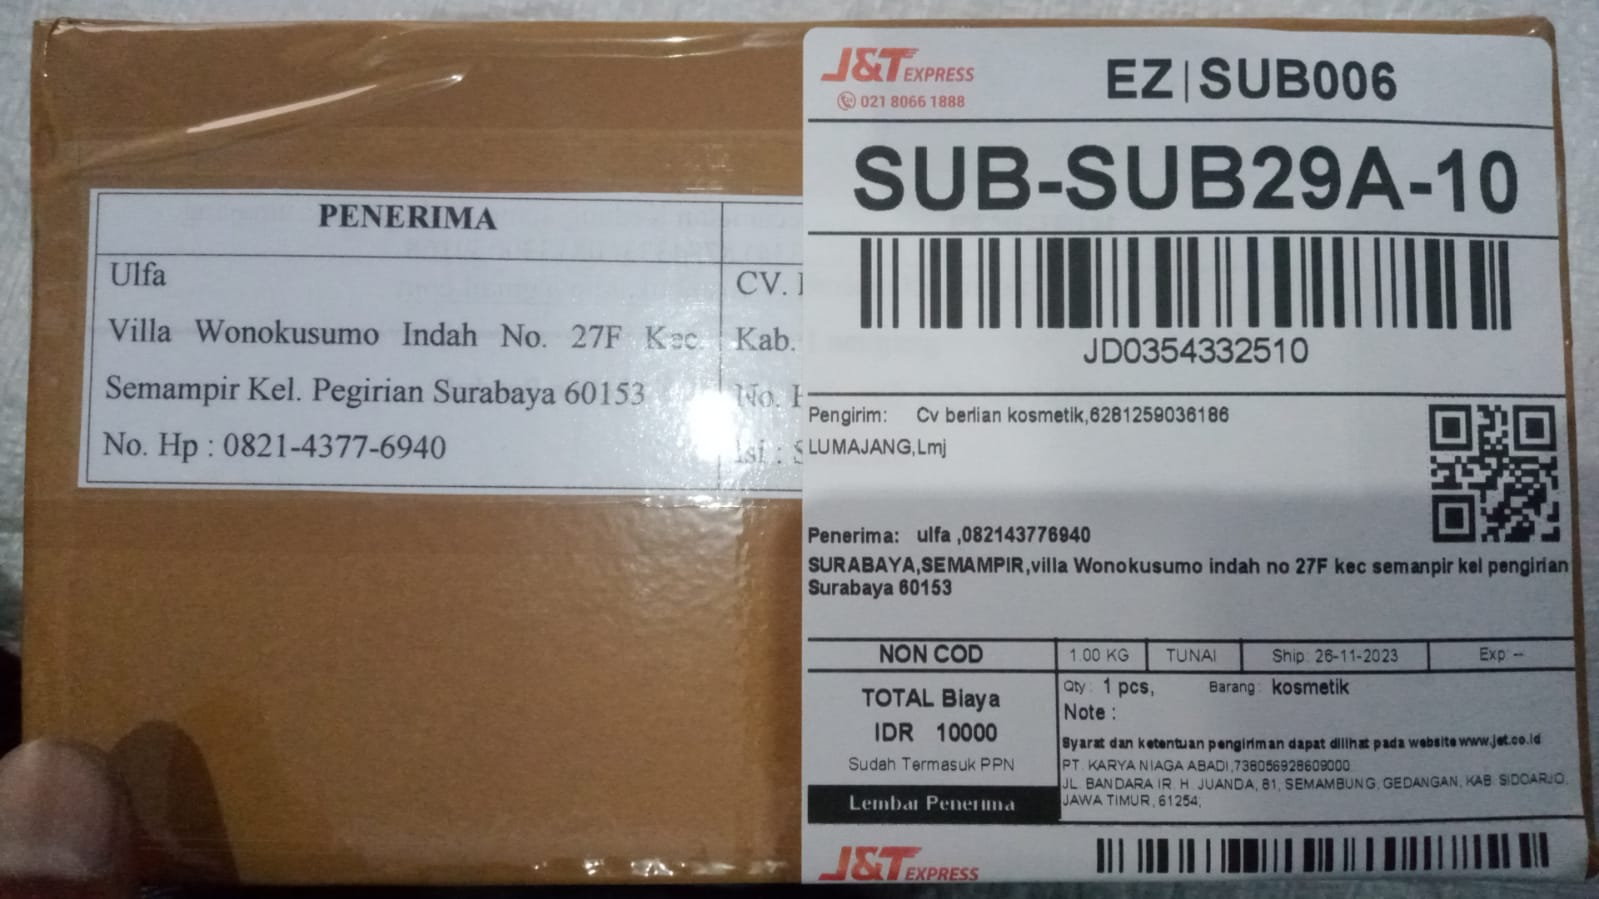 PENERIMA
Ulfa
Villa Wonokusumo Indah No. 27F Kec
Semampir Kel. Pegirian Surabaya 60153
No. Hp : 0821-4377-6940
CV.
Kab.
No.
Isi :
J&T EXPRESS
021 8066 1888
EZ | SUB006
SUB-SUB29A-10
JD0354332510
Pengirim: Cv berlian kosmetik,6281259036186
LUMAJANG,Lmj
Penerima: ulfa ,082143776940
SURABAYA,SEMAMPIR,villa Wonokusumo indah no 27F kec semanpir kel pengirian
Surabaya 60153
NON COD
1.00 KG
TUNAI
Ship: 26-11-2023
Exp: --
TOTAL Biaya
IDR 10000
Sudah Termasuk PPN
Lembar Penerima
Qty : 1 pcs, Barang: kosmetik
Note :
Syarat dan ketentuan pengiriman dapat dilihat pada website www.jet.co.id
PT. KARYA NIAGA ABADI,738056928609000
JL. BANDARA IR. H. JUANDA, 81, SEMAMBUNG, GEDANGAN, KAB. SIDOARJO,
JAWA TIMUR, 61254;
J&T EXPRESS